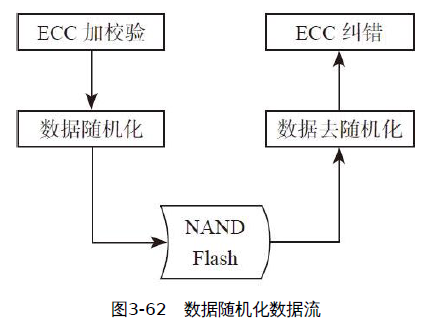 ECC 加校验
ECC 纠错
数据随机化
数据去随机化
NAND
Flash
图3-62 数据随机化数据流